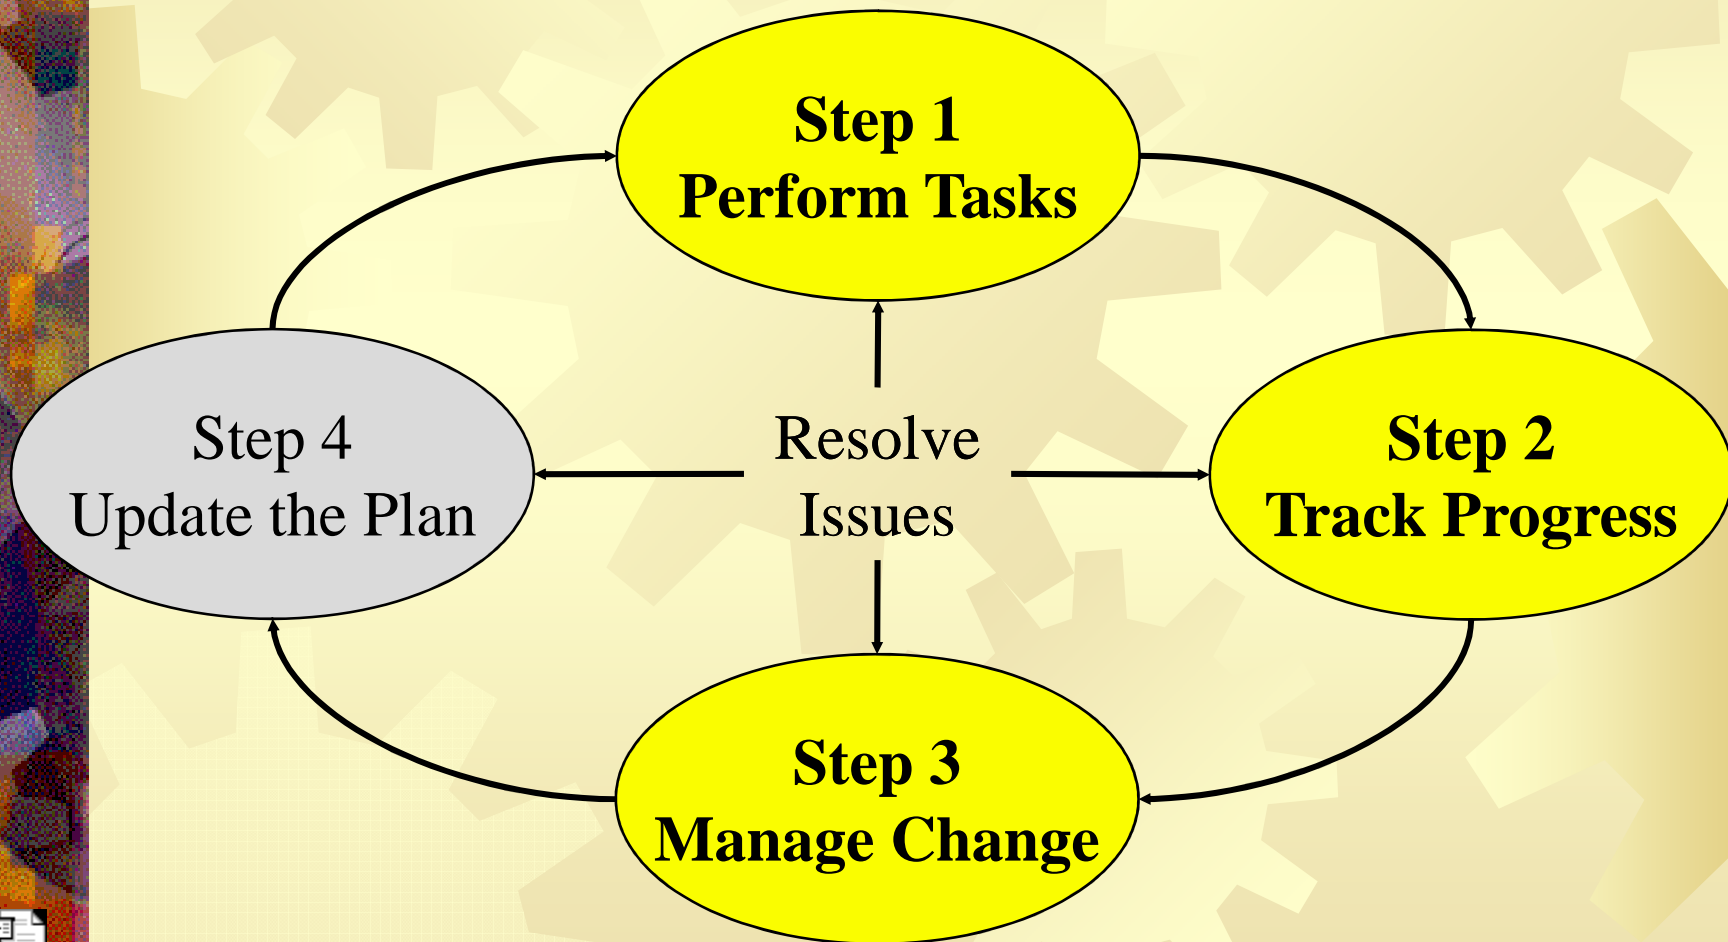 Step 1
Perform Tasks
Step 4
Update the Plan
Resolve
Issues
Step 2
Track Progress
Step 3
Manage Change